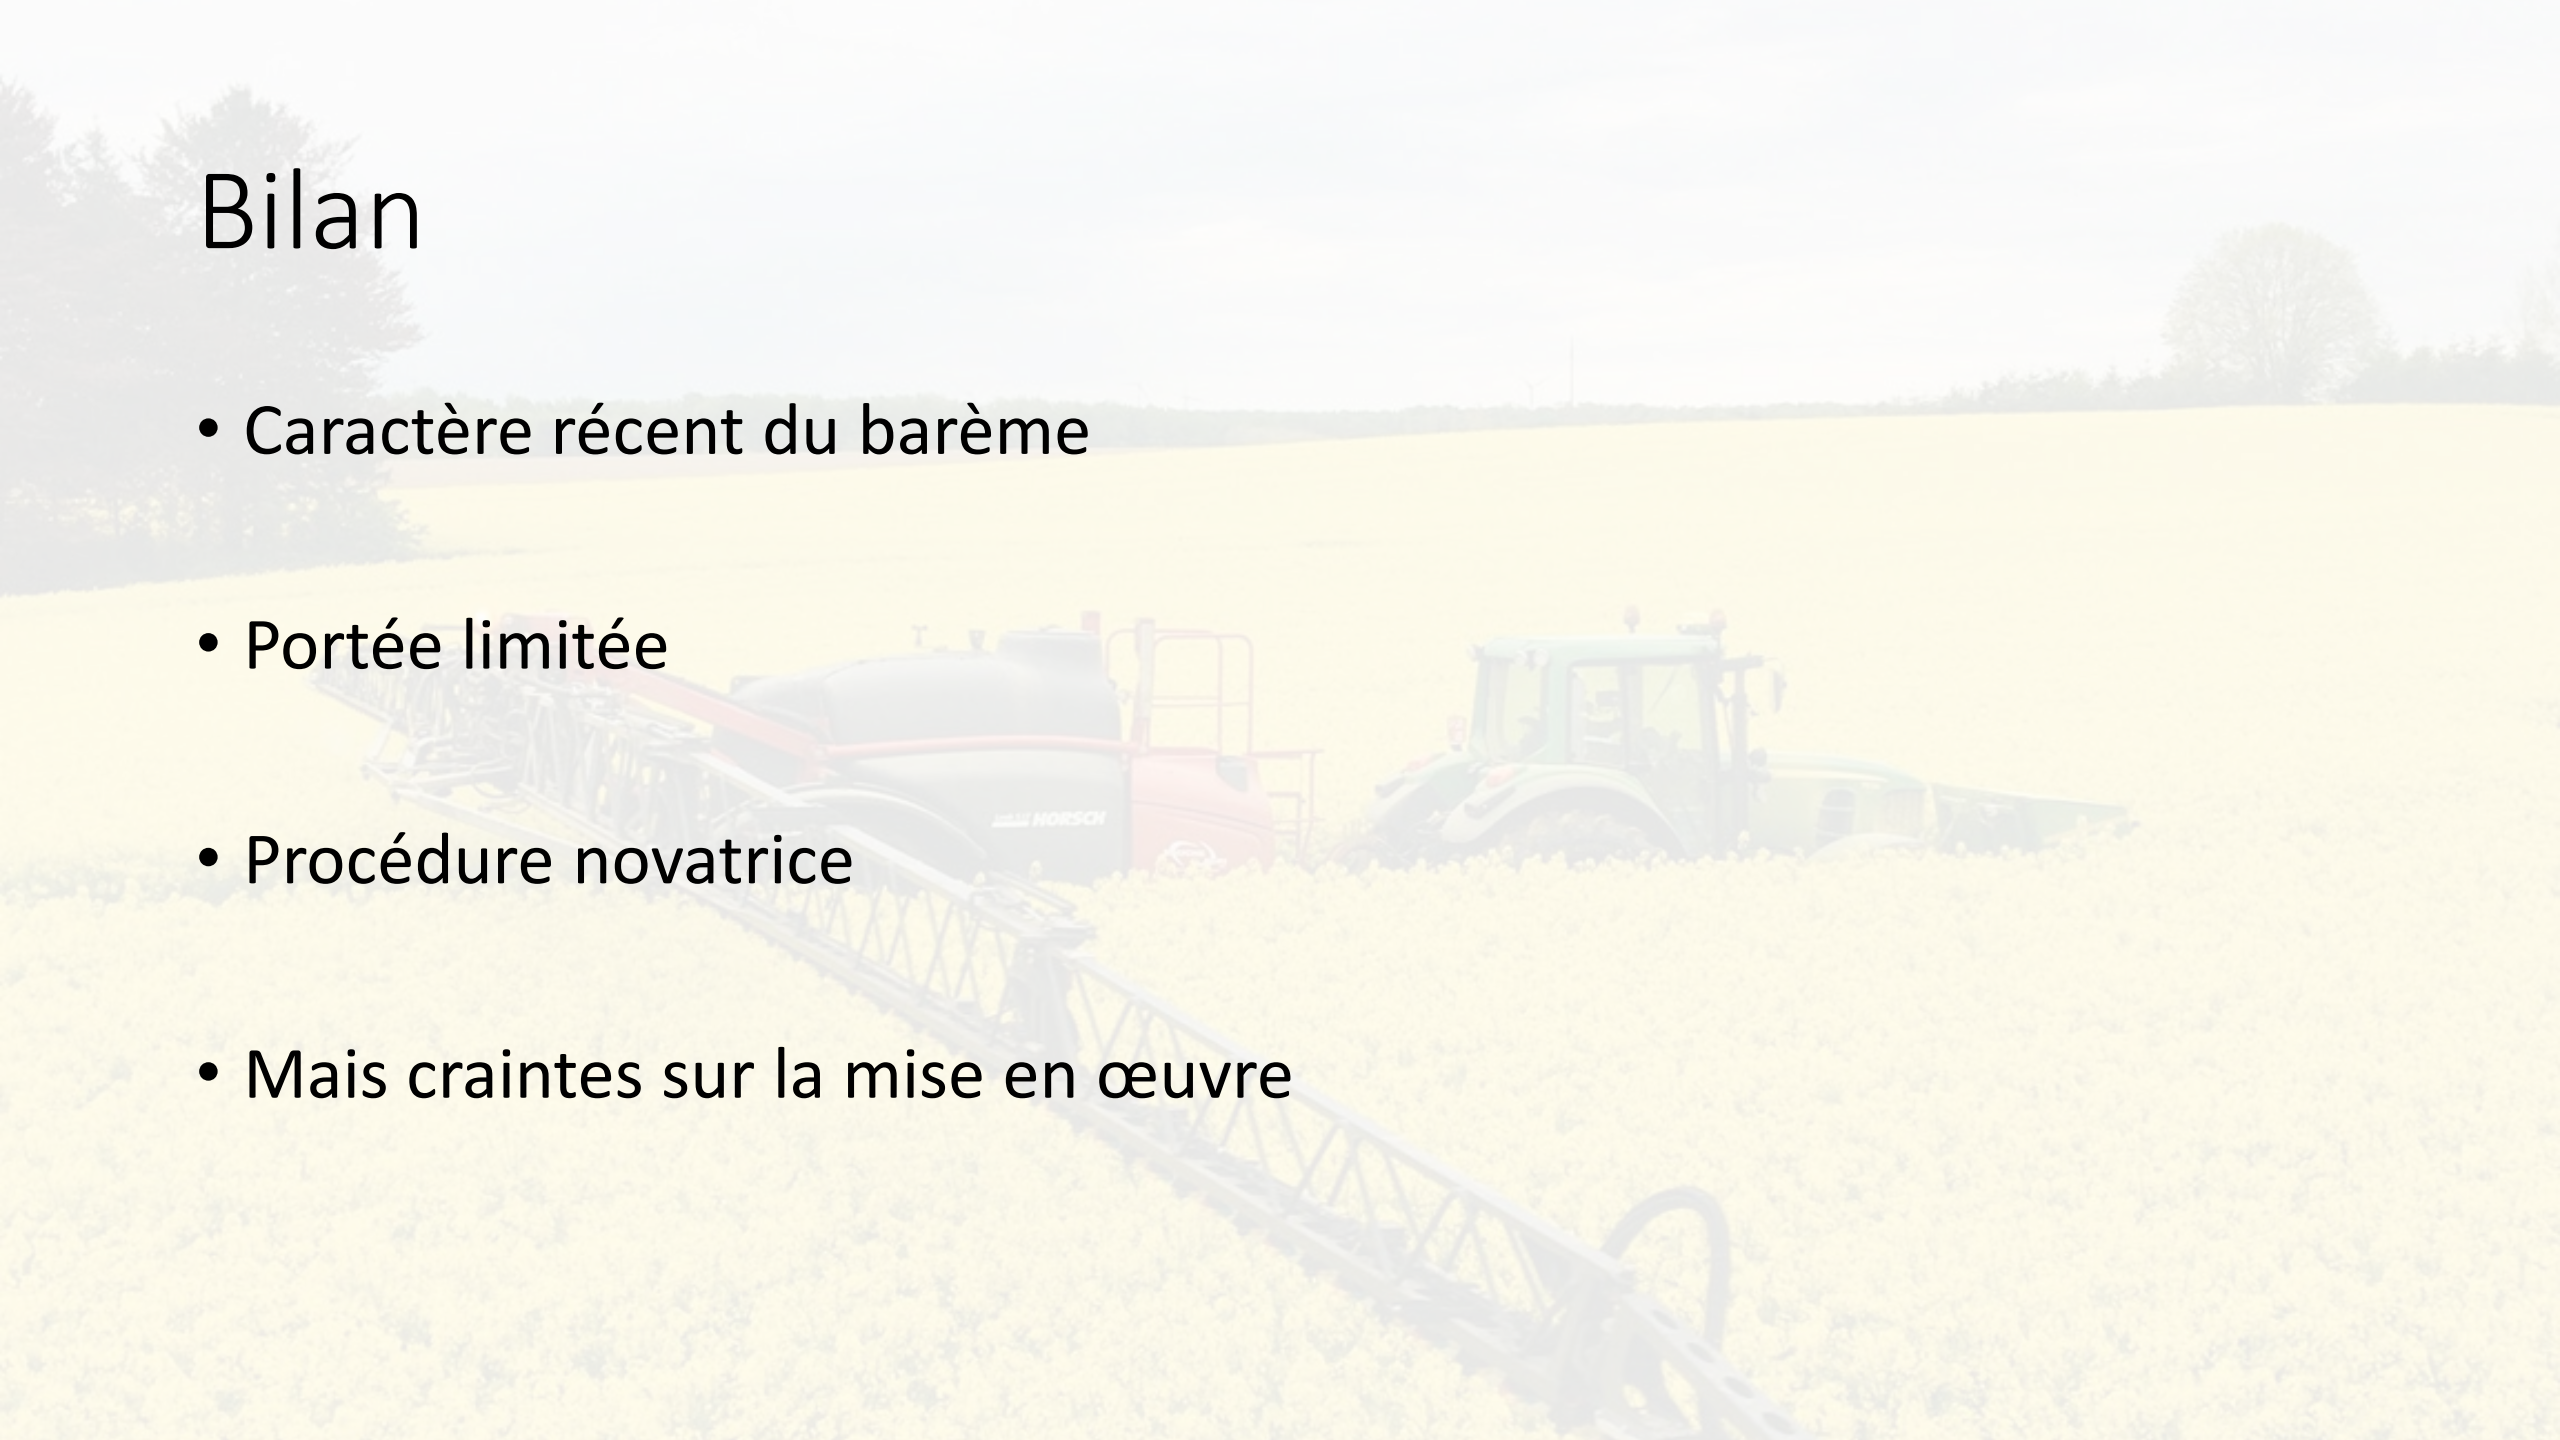 Bilan
• Caractère récent du barème
• Portée limitée
• Procédure novatrice
• Mais craintes sur la mise en œuvre
HORSCH